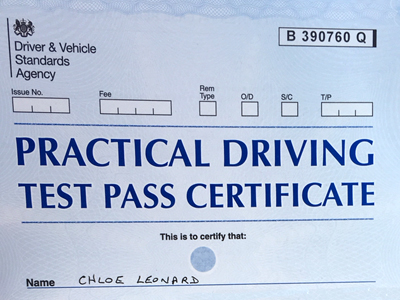 Driver & Vehicle
Standards
Agency
B 390760 Q
Issue No.
Fee
Rem
Type
O/D
S/C
T/P
PRACTICAL DRIVING
TEST PASS CERTIFICATE
This is to certify that:
Name CHLOE LEONARD